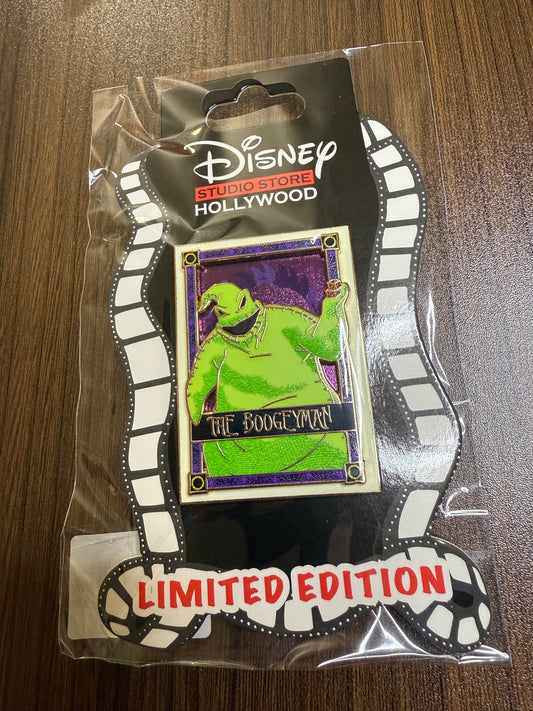 Disney
STUDIO STORE
HOLLYWOOD
THE BOOGEYMAN
LIMITED EDITION